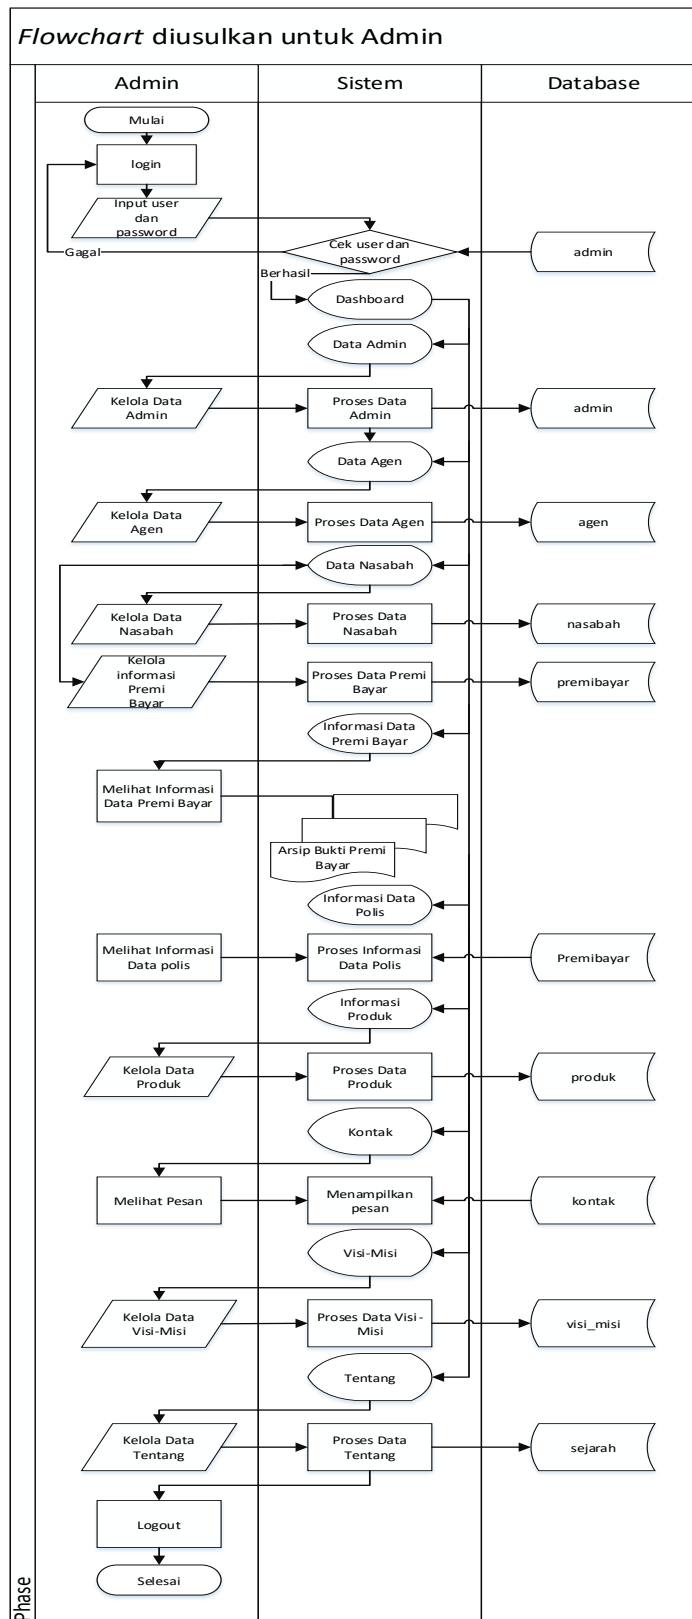 Flowchart diusulkan untuk Admin
Admin
Sistem
Database
Mulai
login
Input user
dan
password
Cek user dan
password
admin
Gagal
Berhasil
Dashboard
Data Admin
Kelola Data
Admin
Proses Data
Admin
admin
Data Agen
Kelola Data
Agen
Proses Data Agen
agen
Data Nasabah
Kelola Data
Nasabah
Proses Data
Nasabah
nasabah
Kelola
informasi
Premi
Bayar
Proses Data Premi
Bayar
premibayar
Informasi Data
Premi Bayar
Melihat Informasi
Data Premi Bayar
Arsip Bukti Premi
Bayar
Informasi Data
Polis
Melihat Informasi
Data polis
Proses Informasi
Data Polis
Premibayar
Informasi
Produk
Kelola Data
Produk
Proses Data
Produk
produk
Kontak
Melihat Pesan
Menampilkan
pesan
kontak
Visi-Misi
Kelola Data
Visi-Misi
Proses Data Visi-
Misi
visi_misi
Tentang
Kelola Data
Tentang
Proses Data
Tentang
sejarah
Logout
Selesai
Phase